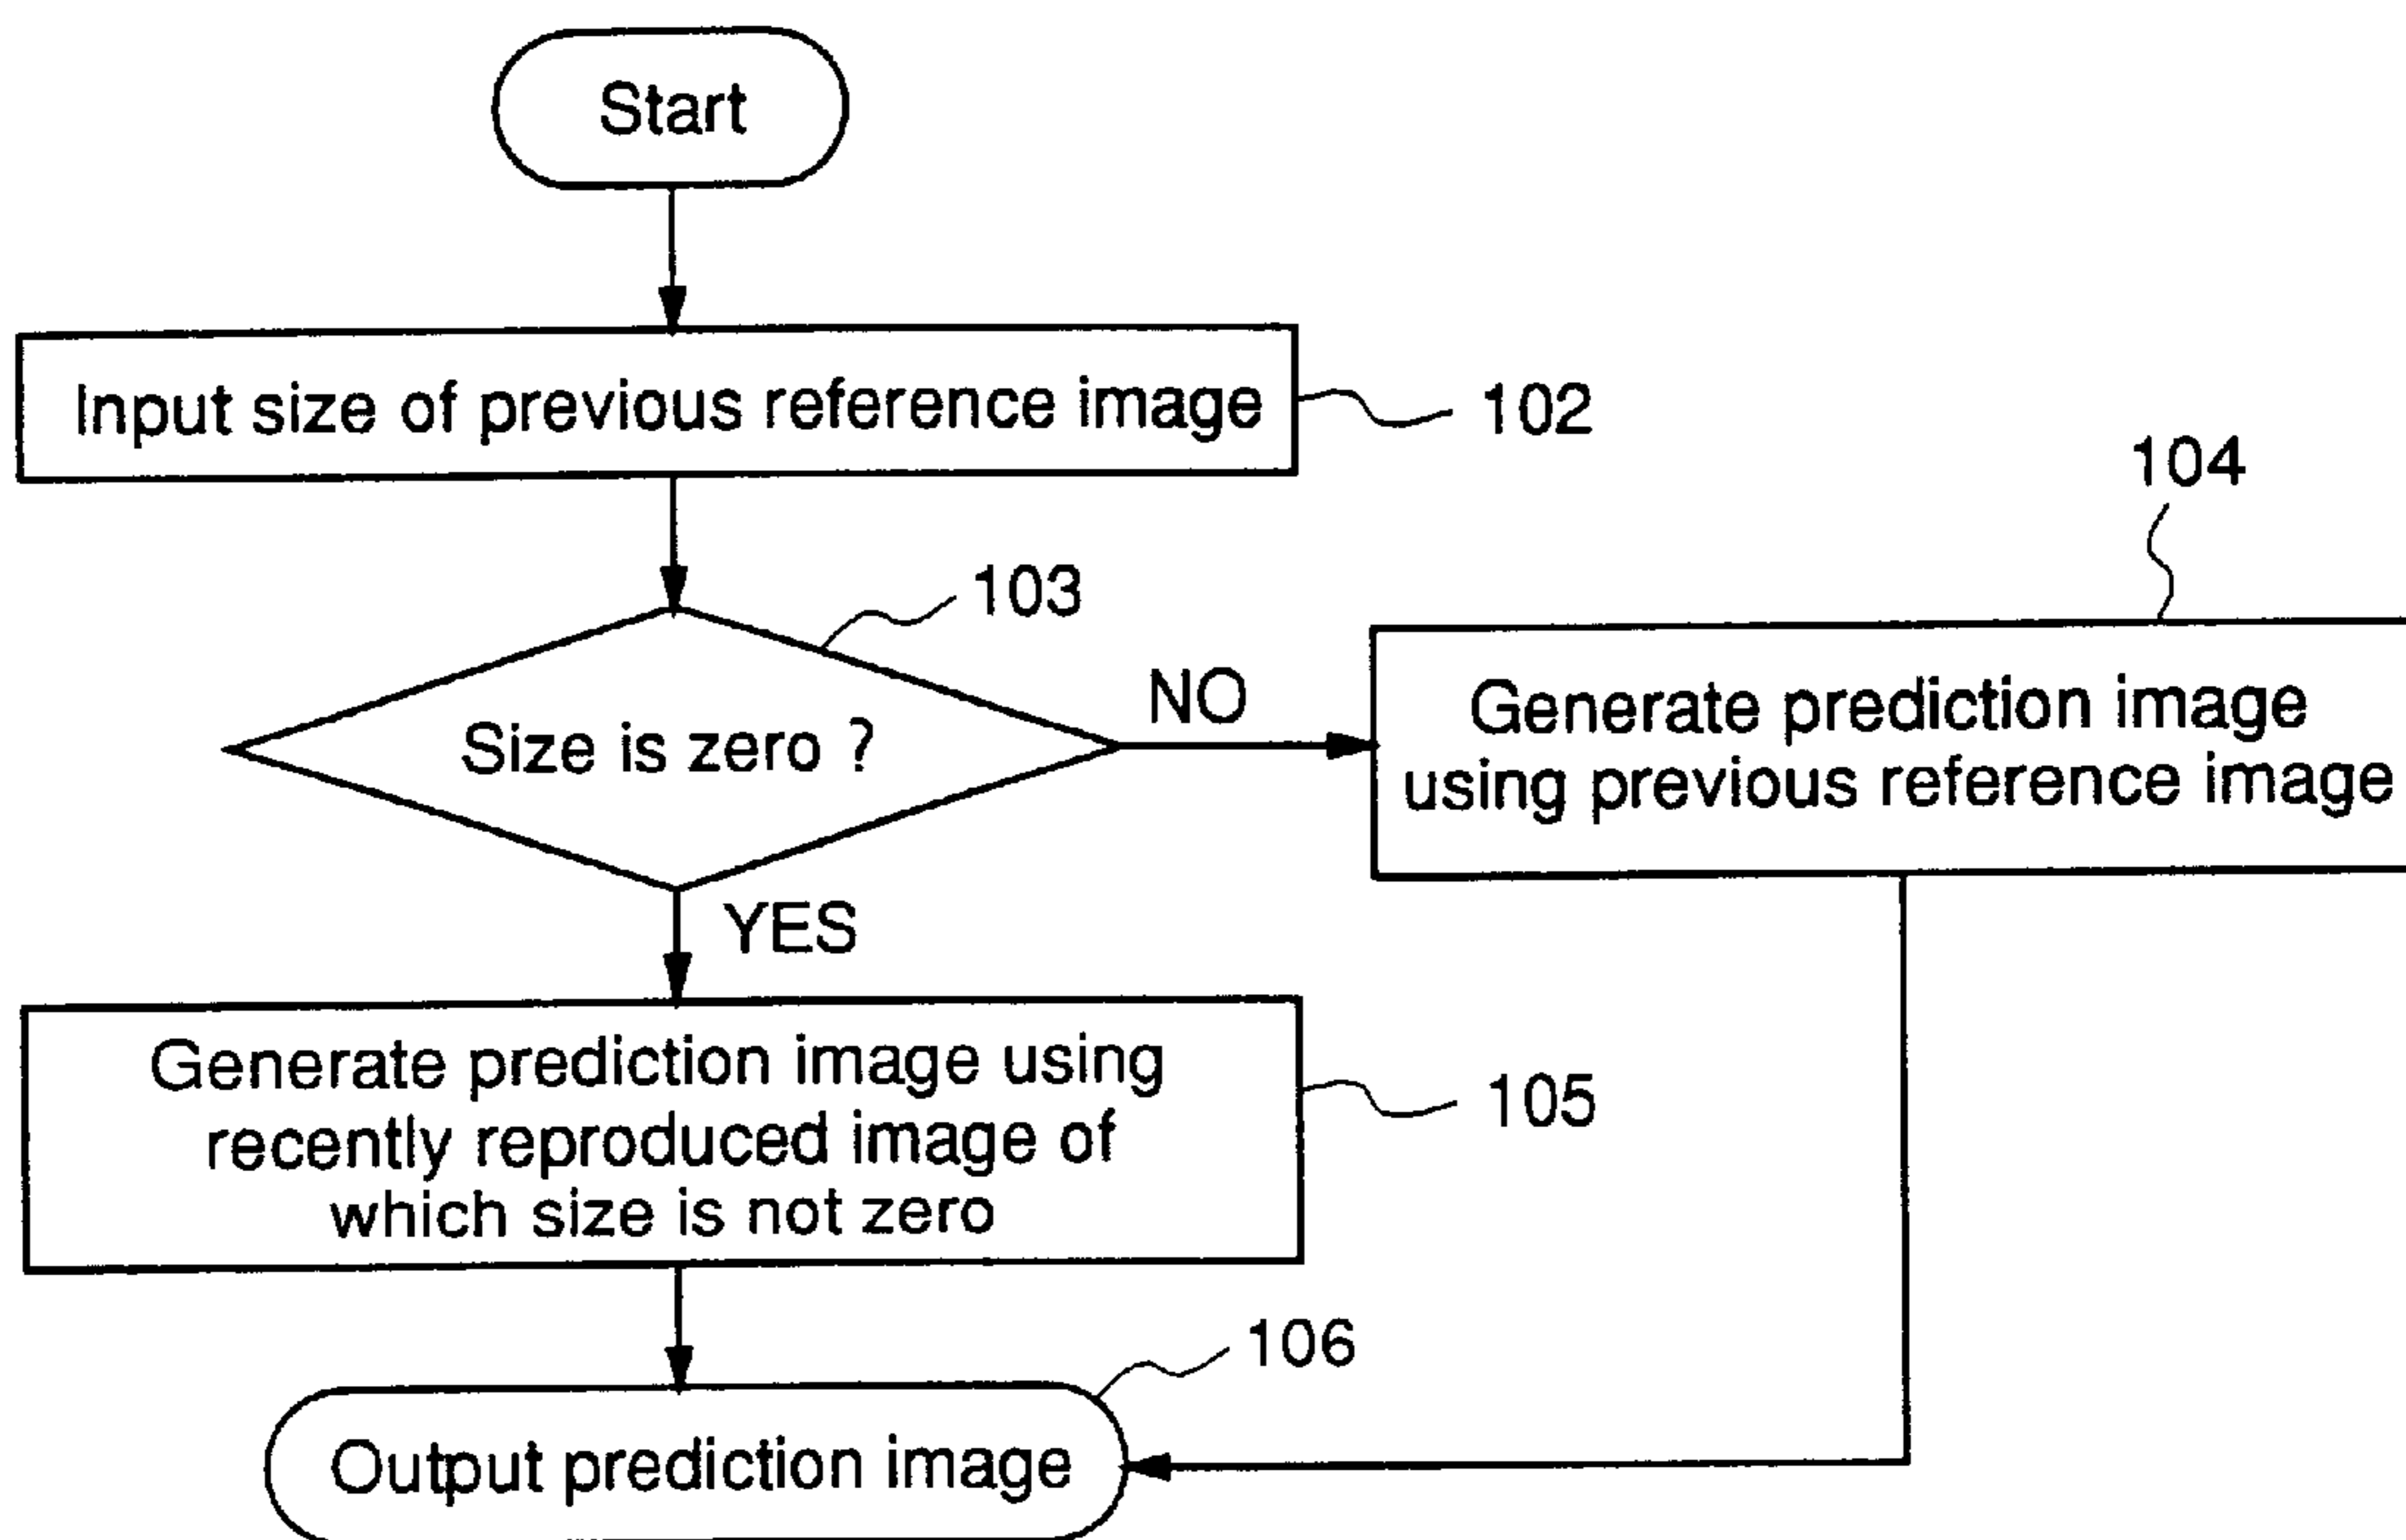 Start
Input size of previous reference image
102
104
103
Size is zero ?
NO
Generate prediction image
using previous reference image
YES
Generate prediction image using
recently reproduced image of
which size is not zero
105
106
Output prediction image